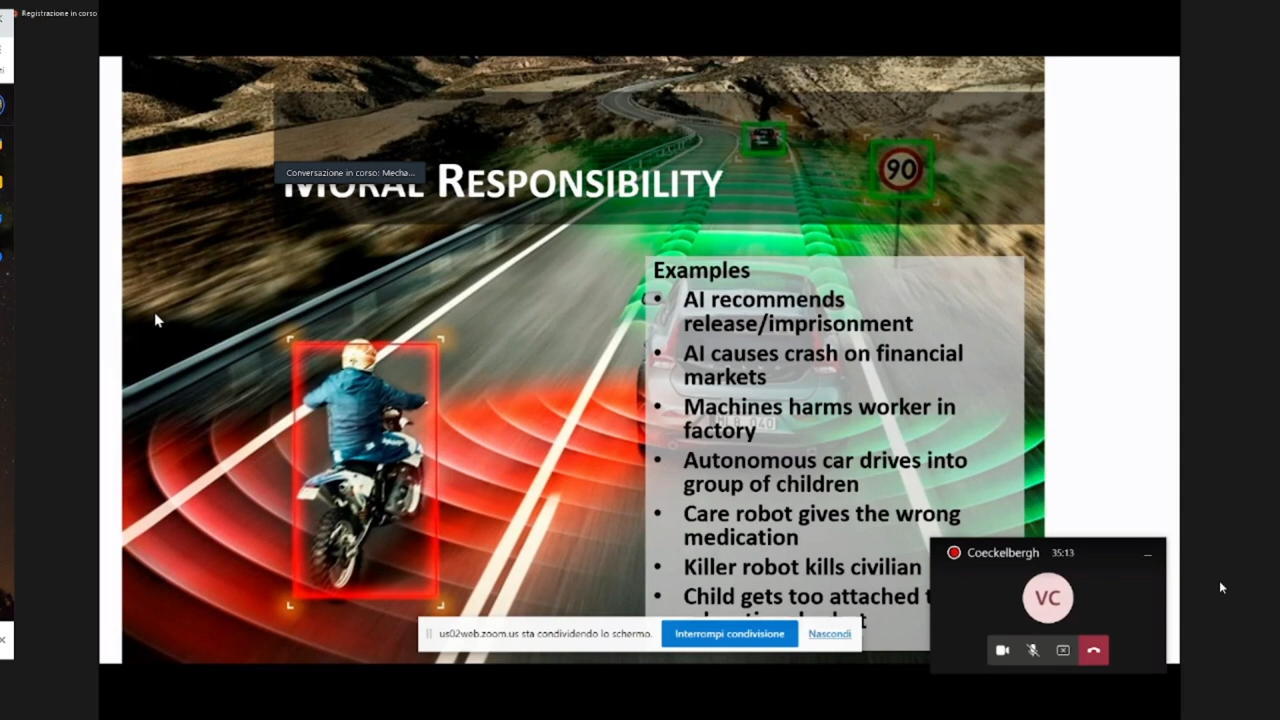 Registrazione in corso
Conversazione in corso: Mecha...
MORAL RESPONSIBILITY
90
Examples
• AI recommends
release/imprisonment
• AI causes crash on financial
markets
• Machines harms worker in
factory
• Autonomous car drives into
group of children
• Care robot gives the wrong
medication
• Killer robot kills civilian
• Child gets too attached
us02web.zoom.us sta condividendo lo schermo.
Interrompi condivisione
Nascondi
Coeckelbergh 35:13
VC